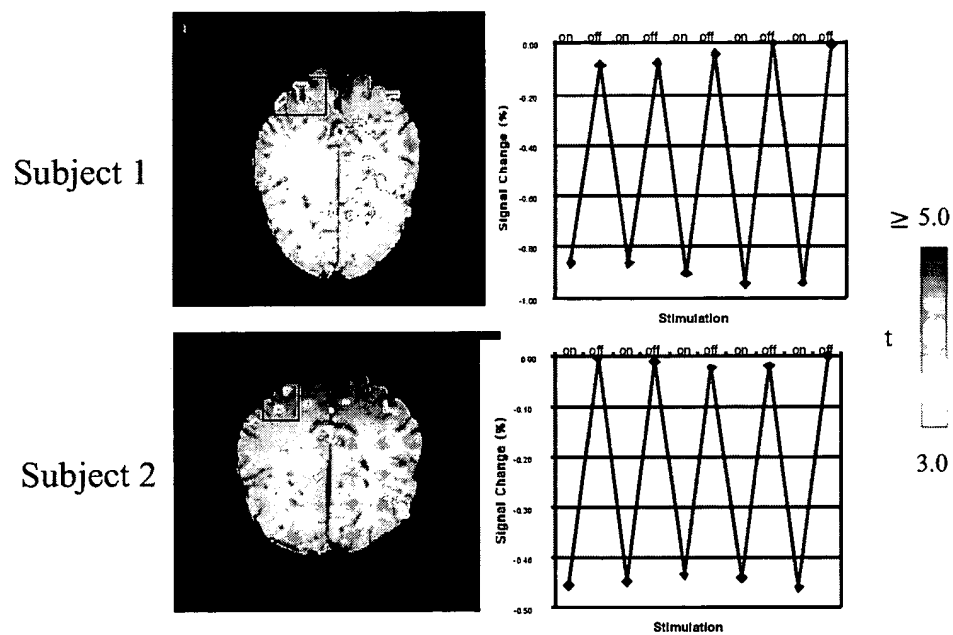 Subject 1
on off on off on off on off on off
0.00
-0.20
-0.40
-0.60
-0.80
-1.00
Signal Change (%)
Stimulation
Subject 2
on off on off on off on off on off
0.00
-0.10
-0.20
-0.30
-0.40
-0.50
Signal Change (%)
Stimulation
≥ 5.0
t
3.0